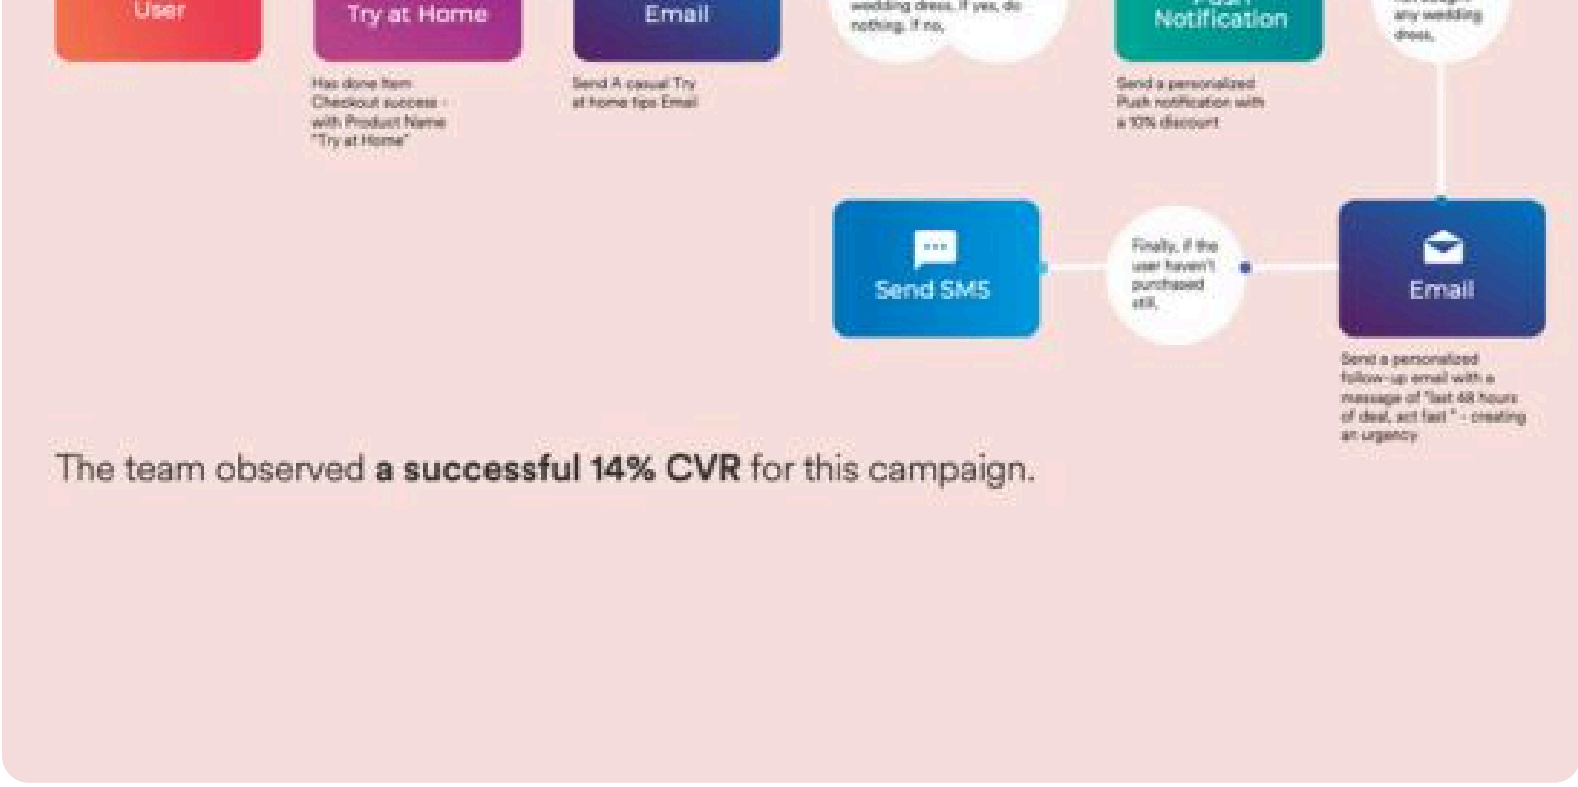 User
Try at Home
Email
wedding dress. If yes, do
nothing. If no,
Push
Notification
any wedding
dress,
Has done Item
Checkout success -
with Product Name
"Try at Home"
Send A casual Try
at home tips Email
Send a personalized
Push notification with
a 10% discount
Send SMS
Finally, if the
user haven't
purchased
still,
Email
Send a personalized
follow-up email with a
message of "last 48 hours
of deal, act fast " - creating
an urgency
The team observed a successful 14% CVR for this campaign.